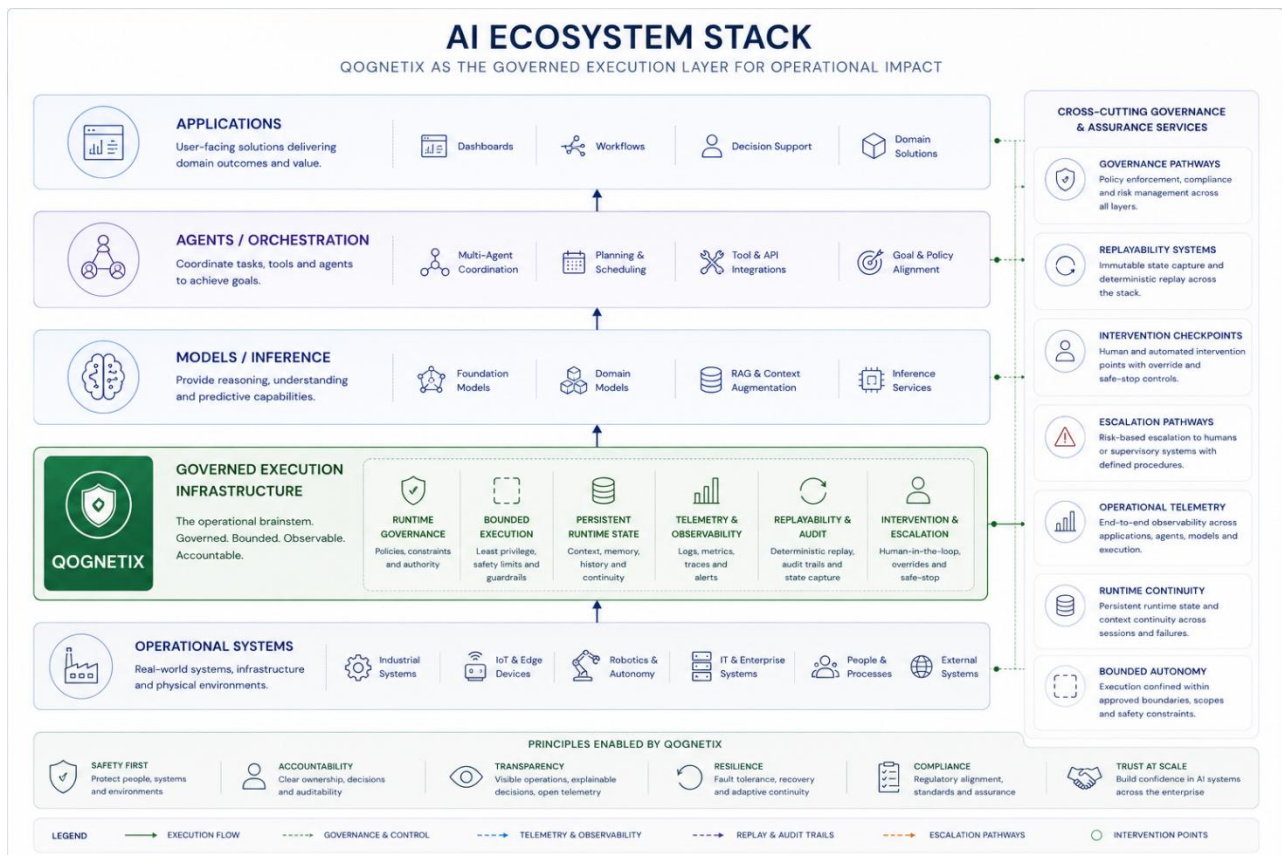 AI ECOSYSTEM STACK
QOGNETIX AS THE GOVERNED EXECUTION LAYER FOR OPERATIONAL IMPACT
APPLICATIONS
User-facing solutions delivering
domain outcomes and value.
Dashboards
Workflows
Decision Support
Domain
Solutions
AGENTS / ORCHESTRATION
Coordinate tasks, tools and agents
to achieve goals.
Multi-Agent
Coordination
Planning &
Scheduling
Tool & API
Integrations
Goal & Policy
Alignment
MODELS / INFERENCE
Provide reasoning, understanding
and predictive capabilities.
Foundation
Models
Domain
Models
RAG & Context
Augmentation
Inference
Services
QOGNETIX
GOVERNED EXECUTION
INFRASTRUCTURE
The operational brainstem.
Governed. Bounded. Observable.
Accountable.
RUNTIME
GOVERNANCE
Policies, constraints
and authority
BOUNDED
EXECUTION
Least privilege,
safety limits and
guardrails
PERSISTENT
RUNTIME STATE
Context, memory,
history and
continuity
TELEMETRY &
OBSERVABILITY
Logs, metrics,
traces and
alerts
REPLAYABILITY &
AUDIT
Deterministic replay,
audit trails and
state capture
INTERVENTION &
ESCALATION
Human-in-the-loop,
overrides and
safe-stop
OPERATIONAL SYSTEMS
Real-world systems, infrastructure
and physical environments.
Industrial
Systems
IoT & Edge
Devices
Robotics &
Autonomy
IT & Enterprise
Systems
People &
Processes
External
Systems
CROSS-CUTTING GOVERNANCE
& ASSURANCE SERVICES
GOVERNANCE PATHWAYS
Policy enforcement, compliance
and risk management across
all layers.
REPLAYABILITY SYSTEMS
Immutable state capture and
deterministic replay across
the stack.
INTERVENTION CHECKPOINTS
Human and automated intervention
points with override and
safe-stop controls.
ESCALATION PATHWAYS
Risk-based escalation to humans
or supervisory systems with
defined procedures.
OPERATIONAL TELEMETRY
End-to-end observability across
applications, agents, models and
execution.
RUNTIME CONTINUITY
Persistent runtime state and
context continuity across
sessions and failures.
BOUNDED AUTONOMY
Execution confined within
approved boundaries, scopes
and safety constraints.
PRINCIPLES ENABLED BY QOGNETIX
SAFETY FIRST
Protect people, systems
and environments
ACCOUNTABILITY
Clear ownership, decisions
and auditability
TRANSPARENCY
Visible operations, explainable
decisions, open telemetry
RESILIENCE
Fault tolerance, recovery
and adaptive continuity
COMPLIANCE
Regulatory alignment,
standards and assurance
TRUST AT SCALE
Build confidence in AI systems
across the enterprise
LEGEND
EXECUTION FLOW
GOVERNANCE & CONTROL
TELEMETRY & OBSERVABILITY
REPLAY & AUDIT TRAILS
ESCALATION PATHWAYS
INTERVENTION POINTS